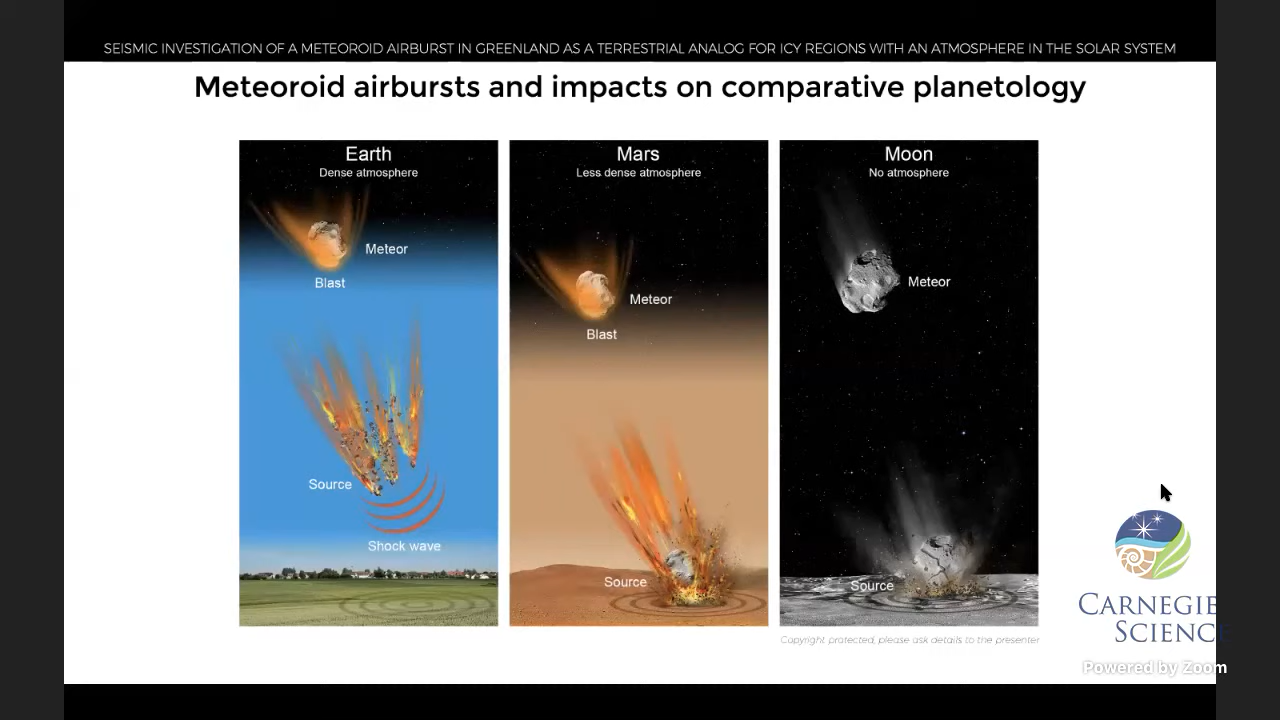 SEISMIC INVESTIGATION OF A METEOROID AIRBURST IN GREENLAND AS A TERRESTRIAL ANALOG FOR ICY REGIONS WITH AN ATMOSPHERE IN THE SOLAR SYSTEM
Meteoroid airbursts and impacts on comparative planetology
Earth
Dense atmosphere
Meteor
Blast
Source
Shock wave
Mars
Less dense atmosphere
Meteor
Blast
Source
Moon
No atmosphere
Meteor
Source
Copyright protected, please ask details to the presenter
CARNEGIE
SCIENCE
Powered by Zoom